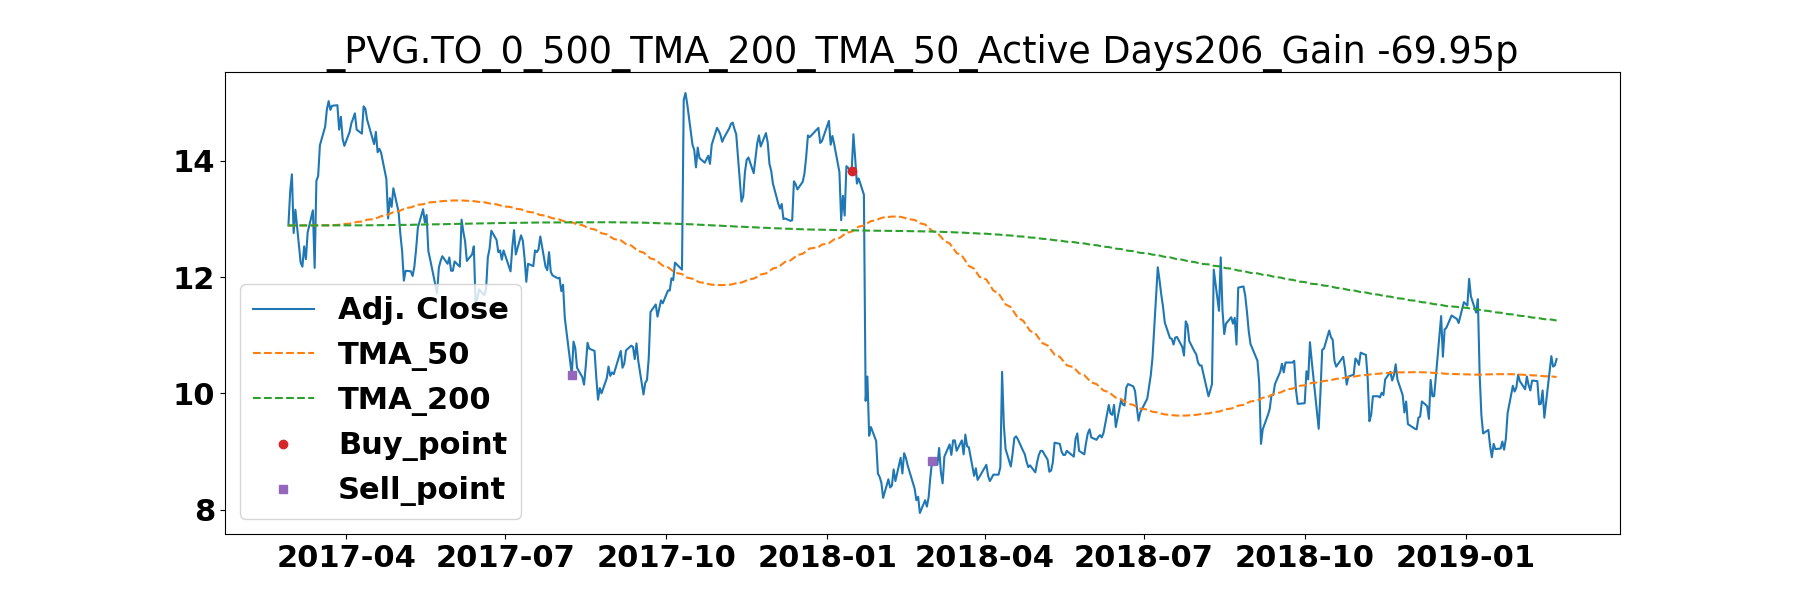 _PVG.TO_0_500_TMA_200_TMA_50_Active Days206_Gain -69.95p
14
12
10
8
Adj. Close
TMA_50
TMA_200
Buy_point
Sell_point
2017-04 2017-07 2017-10 2018-01 2018-04 2018-07 2018-10 2019-01